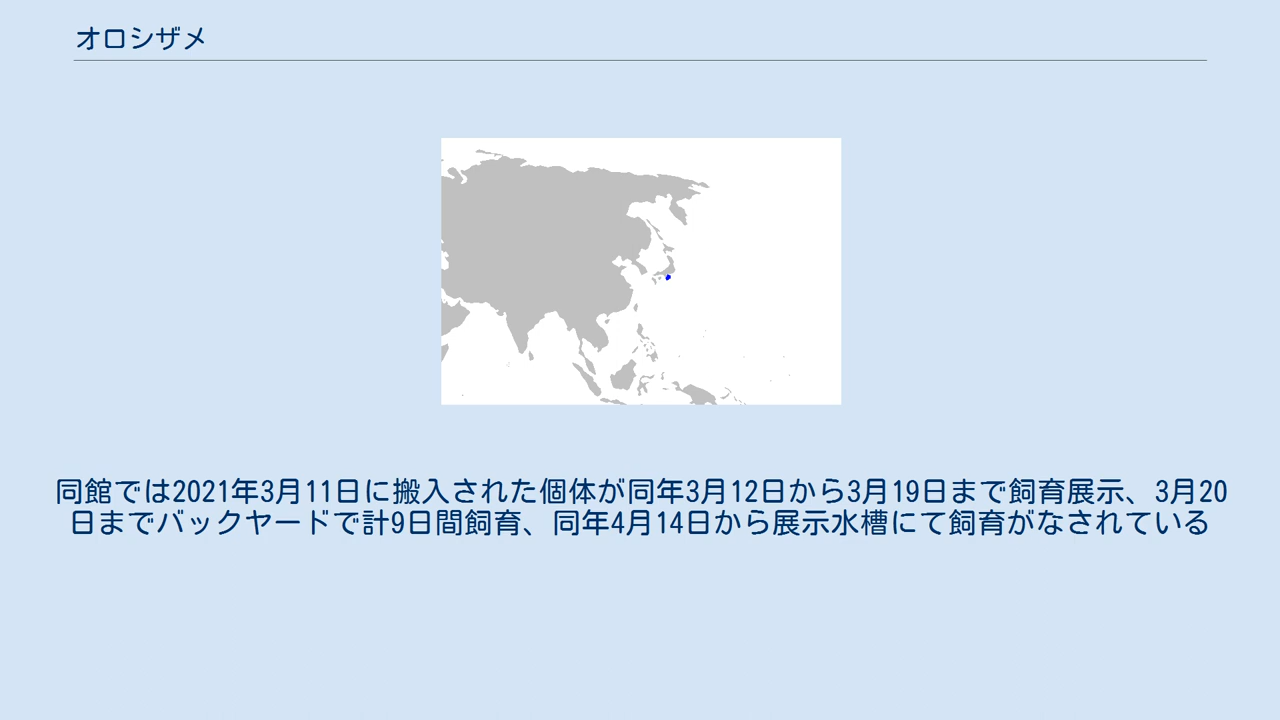 オロシザメ
同館では2021年3月11日に搬入された個体が同年3月12日から3月19日まで飼育展示、3月20
日までバックヤードで計9日間飼育、同年4月14日から展示水槽にて飼育がなされている